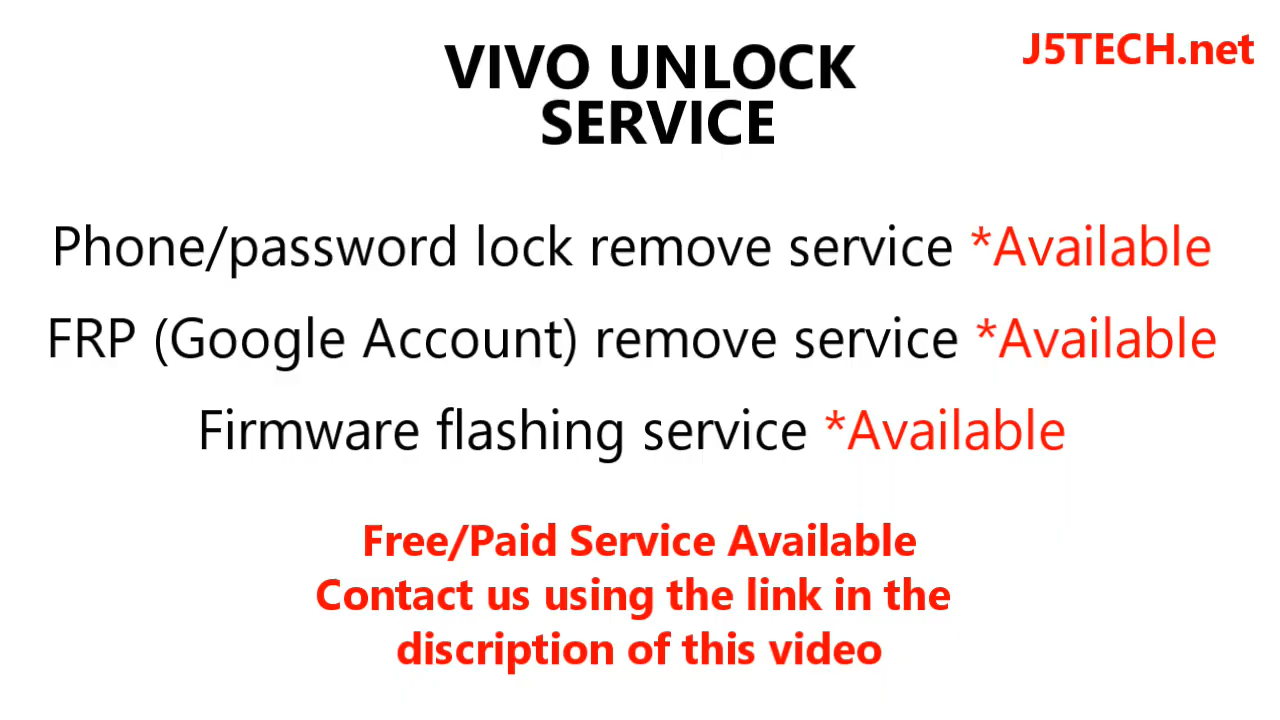 VIVO UNLOCK
SERVICE
J5TECH.net
Phone/password lock remove service *Available
FRP (Google Account) remove service *Available
Firmware flashing service *Available
Free/Paid Service Available
Contact us using the link in the
discription of this video